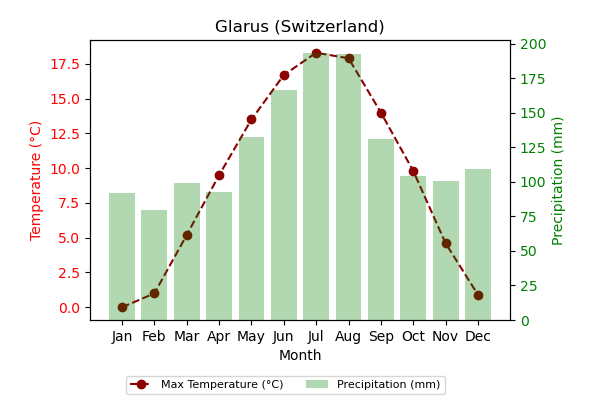 Glarus (Switzerland)
Temperature (°C)
17.5
15.0
12.5
10.0
7.5
5.0
2.5
0.0
Precipitation (mm)
200
175
150
125
100
75
50
25
0
Jan Feb Mar Apr May Jun Jul Aug Sep Oct Nov Dec
Month
Max Temperature (°C) Precipitation (mm)